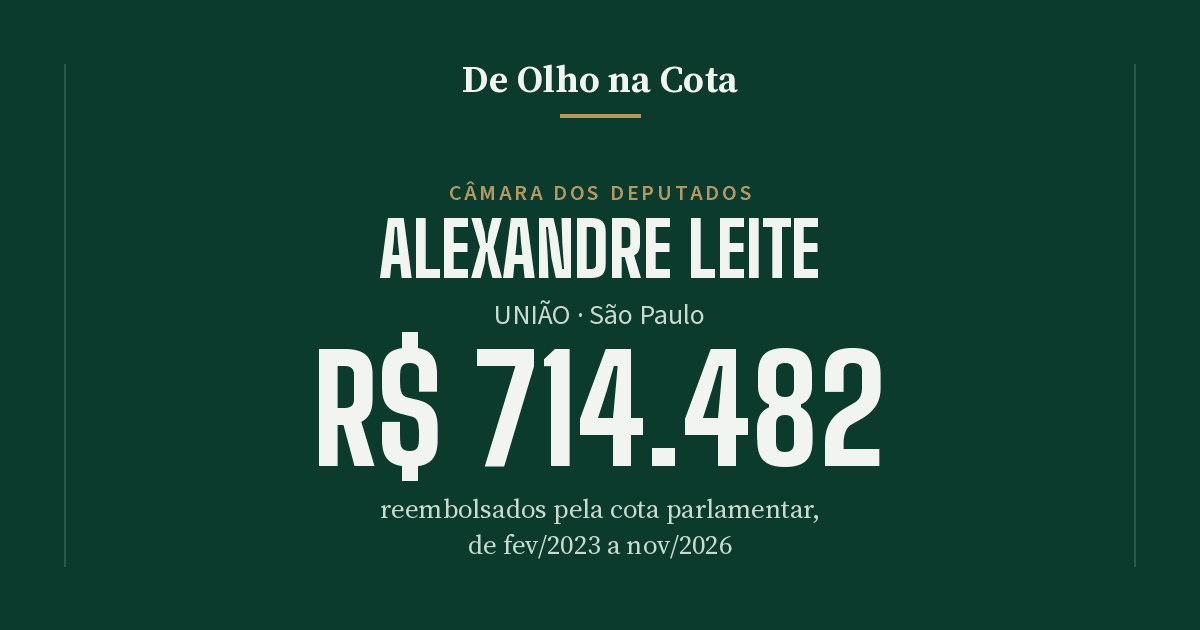 De Olho na Cota
CÂMARA DOS DEPUTADOS
ALEXANDRE LEITE
UNIÃO · São Paulo
R$ 714.482
reembolsados pela cota parlamentar,
de fev/2023 a nov/2026